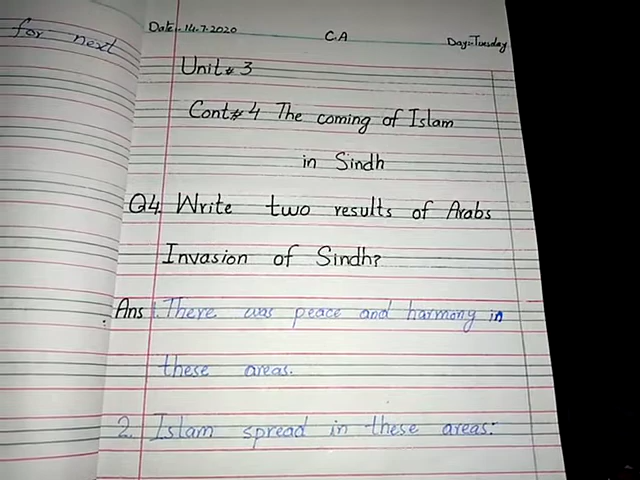 for next
Date:- 14.7.2020 C.A Day:-Tuesday
Unit# 3
Cont# 4 The coming of Islam
in Sindh
Q4. Write two results of Arabs
Invasion of Sindh?
Ans 1. There was peace and harmony in
these areas.
2. Islam spread in these areas.